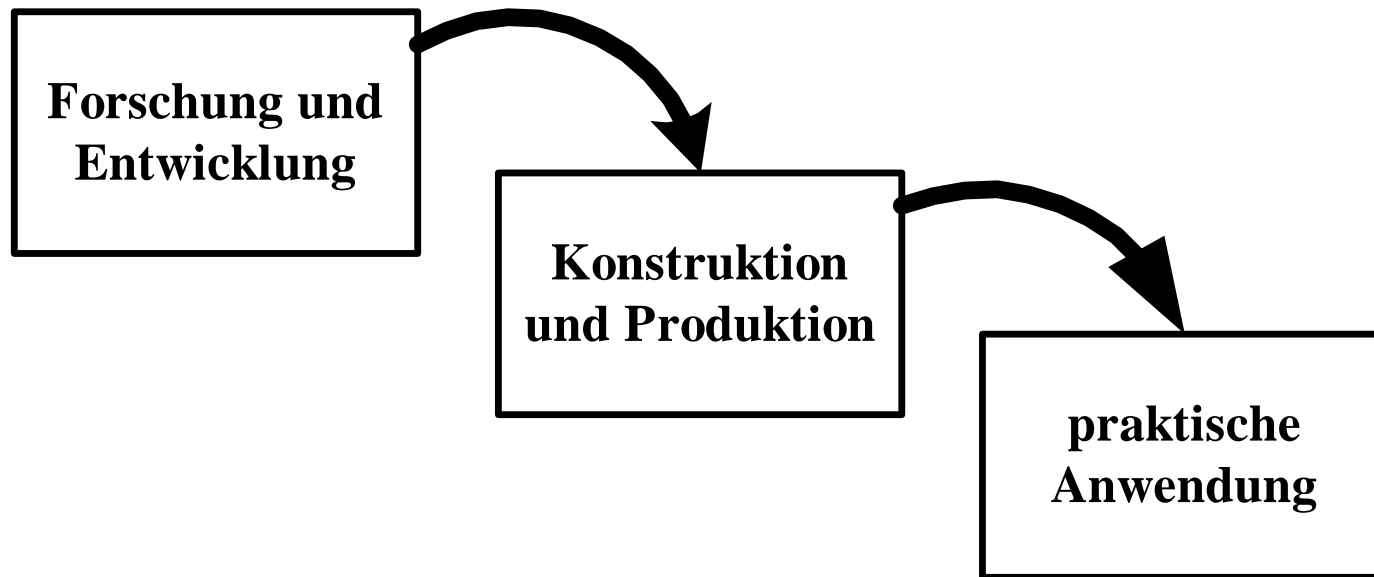 Forschung und
Entwicklung
Konstruktion
und Produktion
praktische
Anwendung